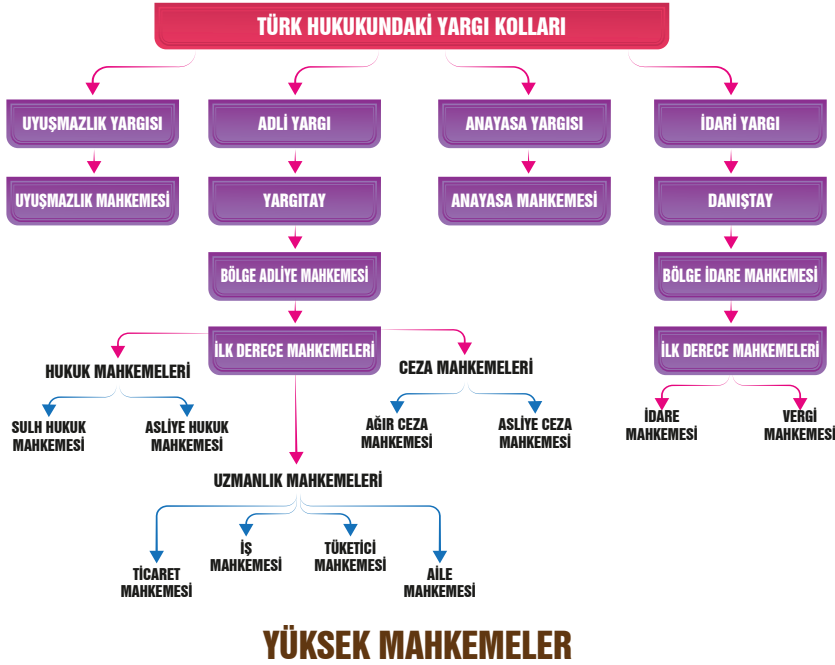 TÜRK HUKUKUNDAKİ YARGI KOLLARI
UYUŞMAZLIK YARGISI
ADLİ YARGI
ANAYASA YARGISI
İDARİ YARGI
UYUŞMAZLIK MAHKEMESİ
YARGITAY
ANAYASA MAHKEMESİ
DANIŞTAY
BÖLGE ADLİYE MAHKEMESİ
BÖLGE İDARE MAHKEMESİ
İLK DERECE MAHKEMELERİ
İLK DERECE MAHKEMELERİ
HUKUK MAHKEMELERİ
CEZA MAHKEMELERİ
SULH HUKUK
MAHKEMESİ
ASLİYE HUKUK
MAHKEMESİ
AĞIR CEZA
MAHKEMESİ
ASLİYE CEZA
MAHKEMESİ
İDARE
MAHKEMESİ
VERGİ
MAHKEMESİ
UZMANLIK MAHKEMELERİ
TİCARET
MAHKEMESİ
İŞ
MAHKEMESİ
TÜKETİCİ
MAHKEMESİ
AİLE
MAHKEMESİ
YÜKSEK MAHKEMELER